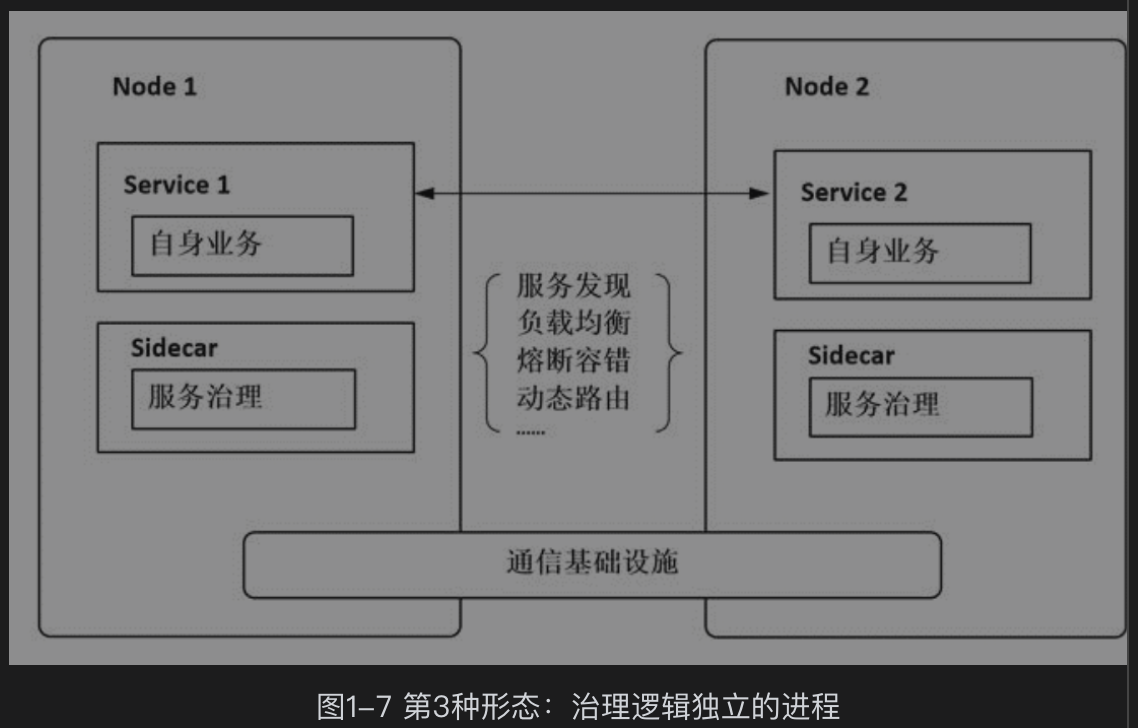 Node 1
Service 1
自身业务
Sidecar
服务治理
服务发现
负载均衡
熔断容错
动态路由
......
Node 2
Service 2
自身业务
Sidecar
服务治理
通信基础设施
图1-7 第3种形态：治理逻辑独立的进程